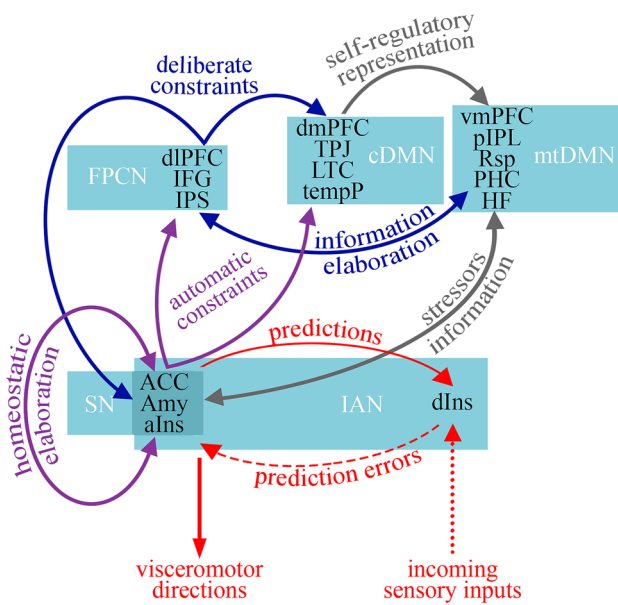 self-regulatory
representation
deliberate
constraints
FPCN
dlPFC
IFG
IPS
dmPFC
TPJ
LTC
tempP
cDMN
vmPFC
pIPL
Rsp
PHC
HF
mtDMN
information
elaboration
automatic
constraints
stressors
information
homeostatic
elaboration
predictions
SN
ACC
Amy
aIns
IAN
dIns
prediction errors
visceromotor
directions
incoming
sensory inputs